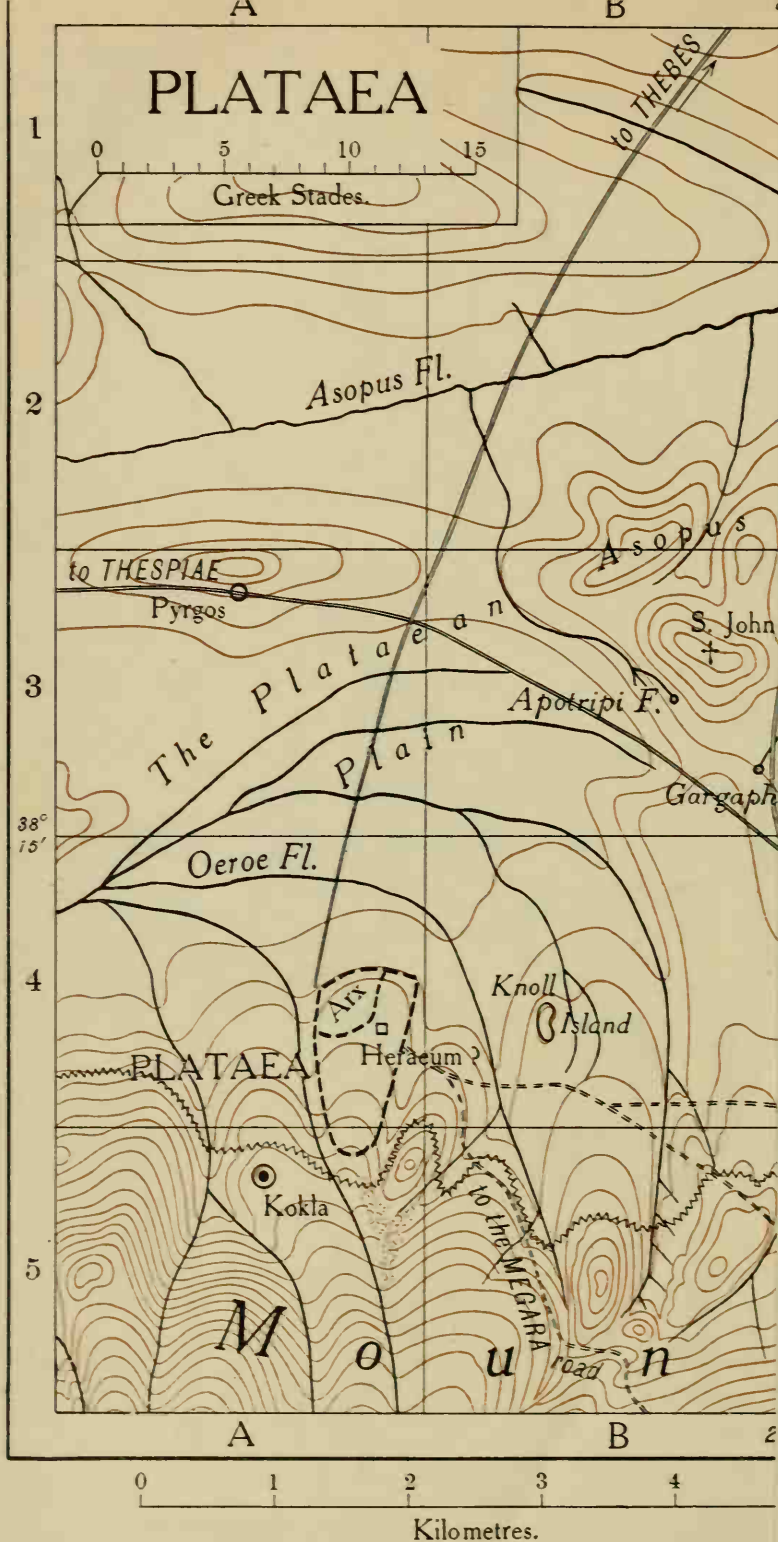 A B
PLATAEA
0 5 10 15
Greek Stades.
to THEBES
1
Asopus Fl.
2
Asopus
to THESPIAE
Pyrgos
S. John
3
The Plataean
Plain
Apotripi F.
Gargaph
38°
15′
Oeroe Fl.
4
Arx
Knoll
Island
Heraeum?
PLATAEA
Kokla
to the MEGARA
road
5
Moun
A B
2
0 1 2 3 4
Kilometres.